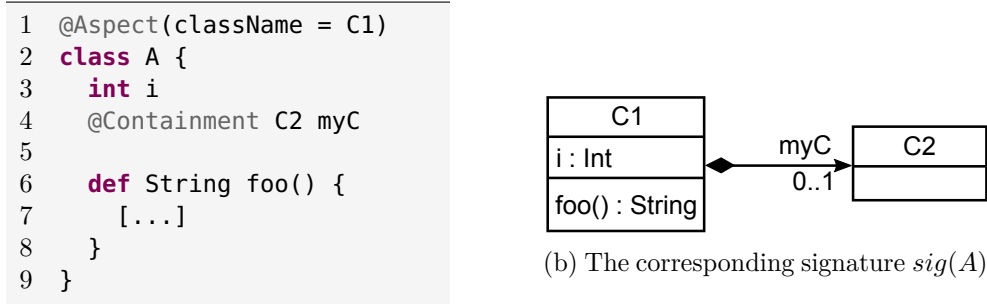 1 @Aspect(className = C1)
2 class A {
3 int i
4 @Containment C2 myC
5
6 def String foo() {
7 [...]
8 }
9 }
C1
i : Int
foo() : String
myC
0..1
C2
(b) The corresponding signature sig(A)